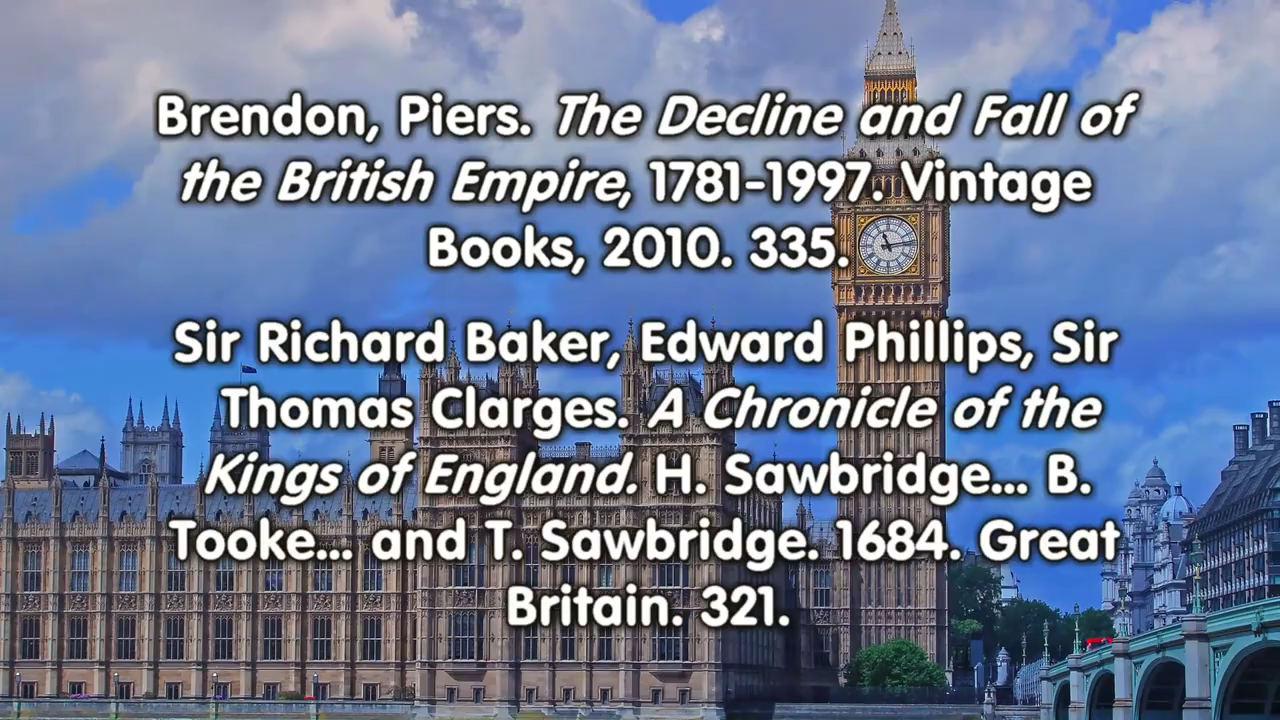 Brendon, Piers. The Decline and Fall of
the British Empire, 1781-1997. Vintage
Books, 2010. 335.
Sir Richard Baker, Edward Phillips, Sir
Thomas Clarges. A Chronicle of the
Kings of England. H. Sawbridge... B.
Tooke... and T. Sawbridge. 1684. Great
Britain. 321.